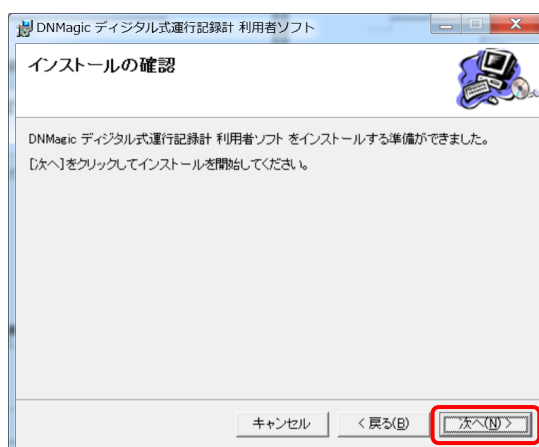 DNMagic ディジタル式運行記録計 利用者ソフト
インストールの確認
DNMagic ディジタル式運行記録計 利用者ソフト をインストールする準備ができました。
[次へ]をクリックしてインストールを開始してください。
キャンセル
< 戻る(B)
次へ(N) >